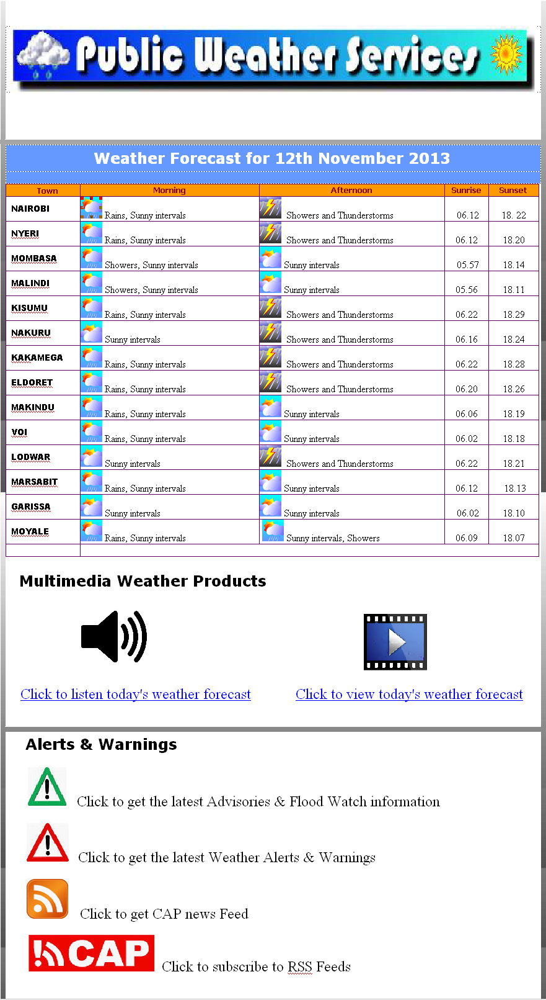 Public Weather Services
Weather Forecast for 12th November 2013
Town Morning Afternoon Sunrise Sunset
NAIROBI Rains, Sunny intervals Showers and Thunderstorms 06.12 18. 22
NYERI Rains, Sunny intervals Showers and Thunderstorms 06.12 18.20
MOMBASA Showers, Sunny intervals Sunny intervals 05.57 18.14
MALINDI Showers, Sunny intervals Sunny intervals 05.56 18.11
KISUMU Rains, Sunny intervals Showers and Thunderstorms 06.22 18.29
NAKURU Sunny intervals Showers and Thunderstorms 06.16 18.24
KAKAMEGA Rains, Sunny intervals Showers and Thunderstorms 06.22 18.28
ELDORET Rains, Sunny intervals Showers and Thunderstorms 06.20 18.26
MAKINDU Rains, Sunny intervals Sunny intervals 06.06 18.19
VOI Rains, Sunny intervals Sunny intervals 06.02 18.18
LODWAR Sunny intervals Showers and Thunderstorms 06.22 18.21
MARSABIT Rains, Sunny intervals Sunny intervals 06.12 18.13
GARISSA Sunny intervals Sunny intervals 06.02 18.10
MOYALE Rains, Sunny intervals Sunny intervals, Showers 06.09 18.07
Multimedia Weather Products
Click to listen today's weather forecast Click to view today's weather forecast
Alerts & Warnings
Click to get the latest Advisories & Flood Watch information
Click to get the latest Weather Alerts & Warnings
Click to get CAP news Feed
CAP Click to subscribe to RSS Feeds